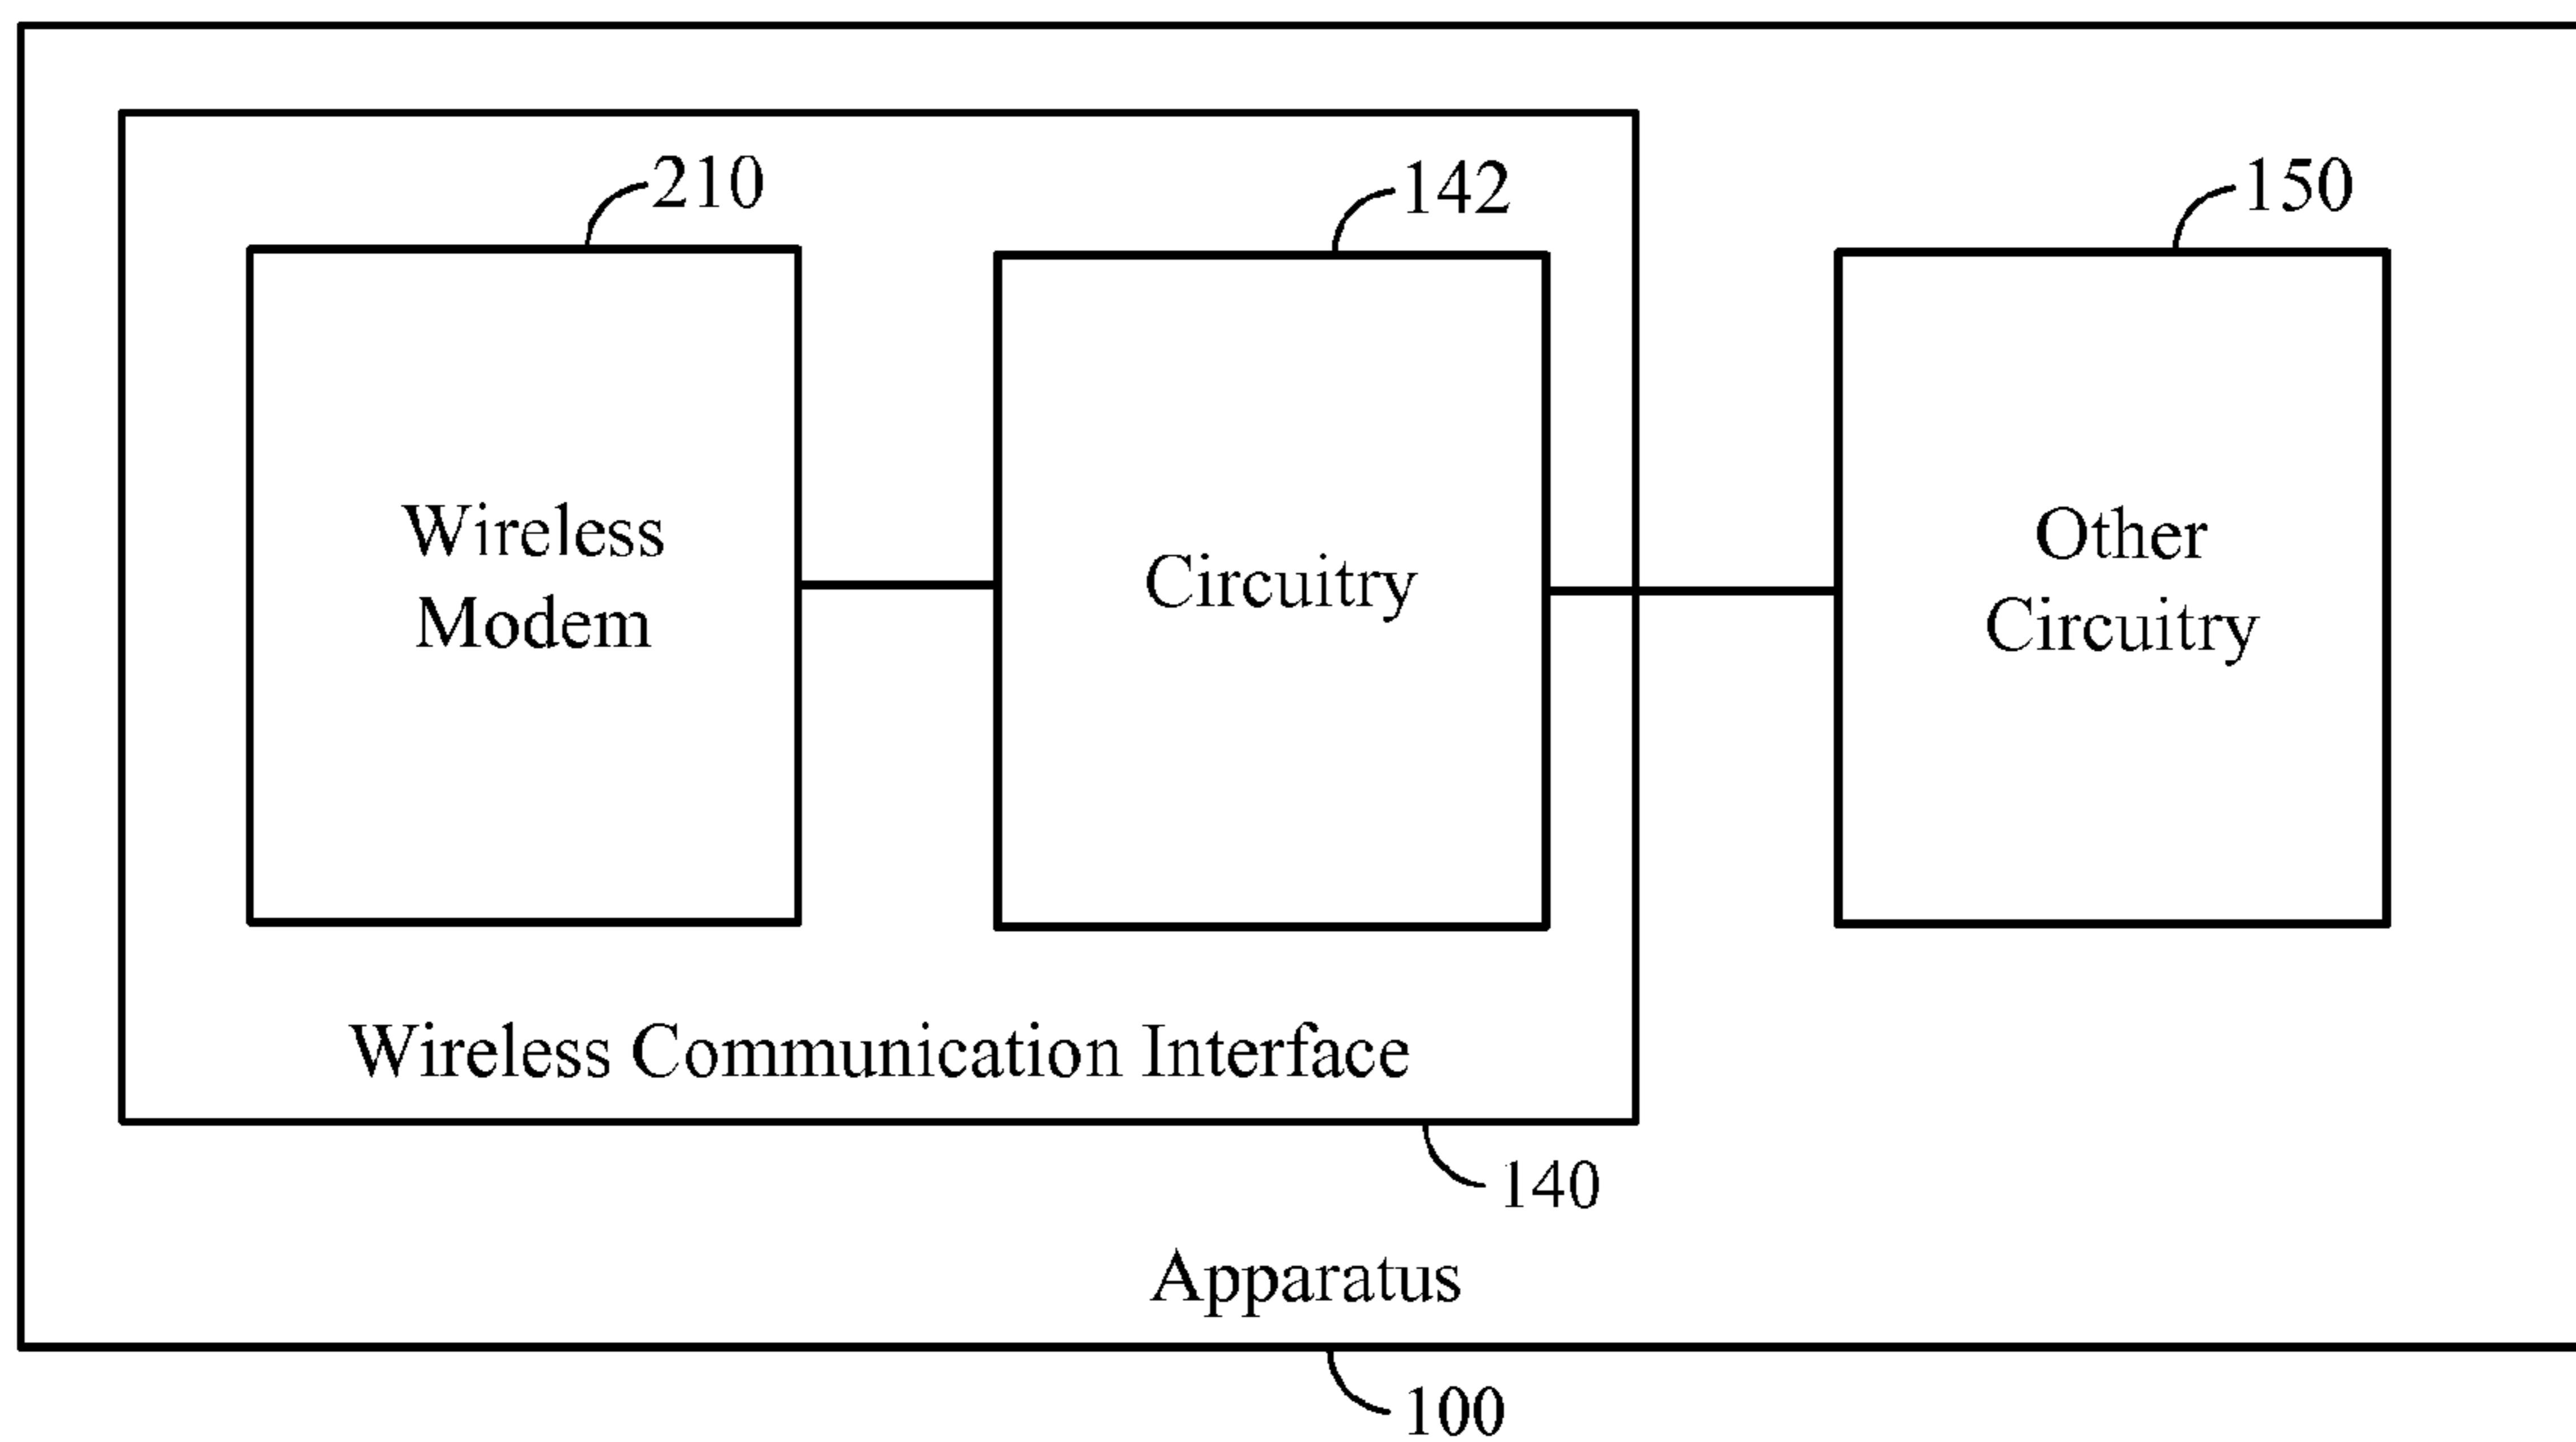 210
142
150
Wireless
Modem
Circuitry
Other
Circuitry
Wireless Communication Interface
140
Apparatus
100